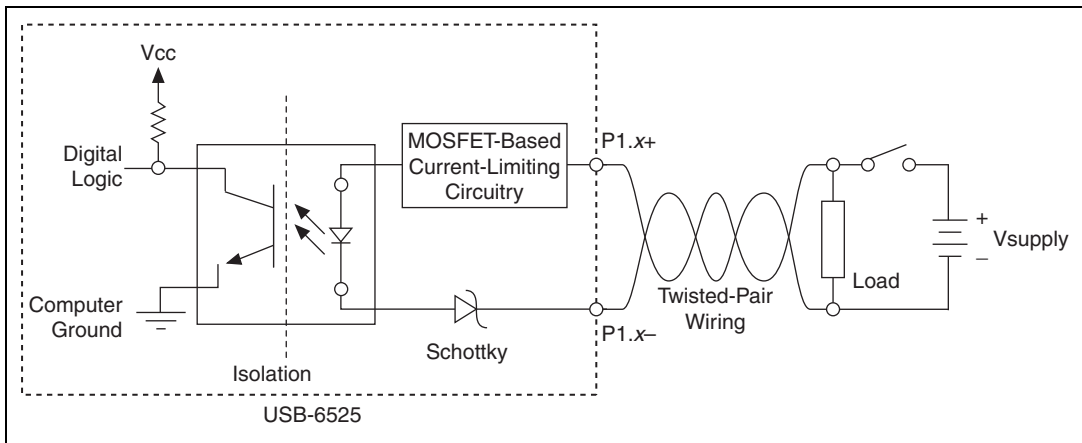 Vcc
Digital
Logic
Computer
Ground
MOSFET-Based
Current-Limiting
Circuitry
P1.x+
P1.x–
Schottky
Isolation
USB-6525
Twisted-Pair
Wiring
Load
+
–
Vsupply